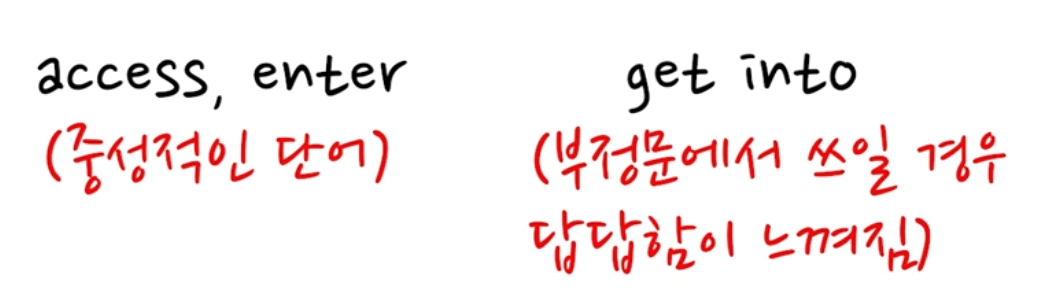 access, enter
(중성적인 단어)
get into
(부정문에서 쓰일 경우
답답함이 느껴짐)